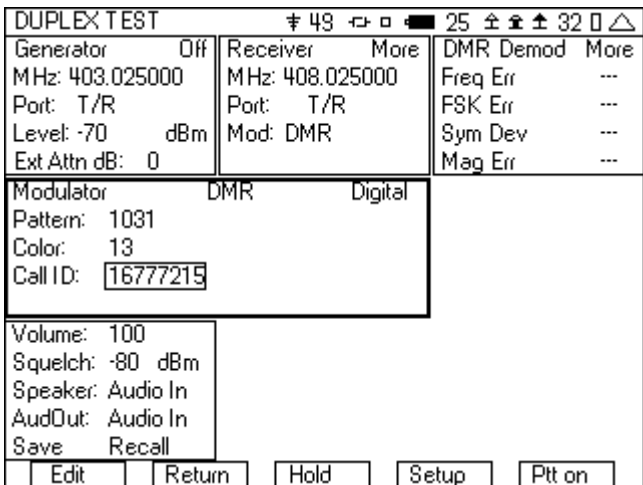 DUPLEX TEST 49 25 32
Generator Off
MHz: 403.025000
Port: T/R
Level: -70 dBm
Ext Attn dB: 0
Receiver More
MHz: 408.025000
Port: T/R
Mod: DMR
DMR Demod More
Freq Err ---
FSK Err ---
Sym Dev ---
Mag Err ---
Modulator DMR Digital
Pattern: 1031
Color: 13
Call ID: 16777215
Volume: 100
Squelch: -80 dBm
Speaker: Audio In
AudOut: Audio In
Save Recall
Edit Return Hold Setup Ptt on